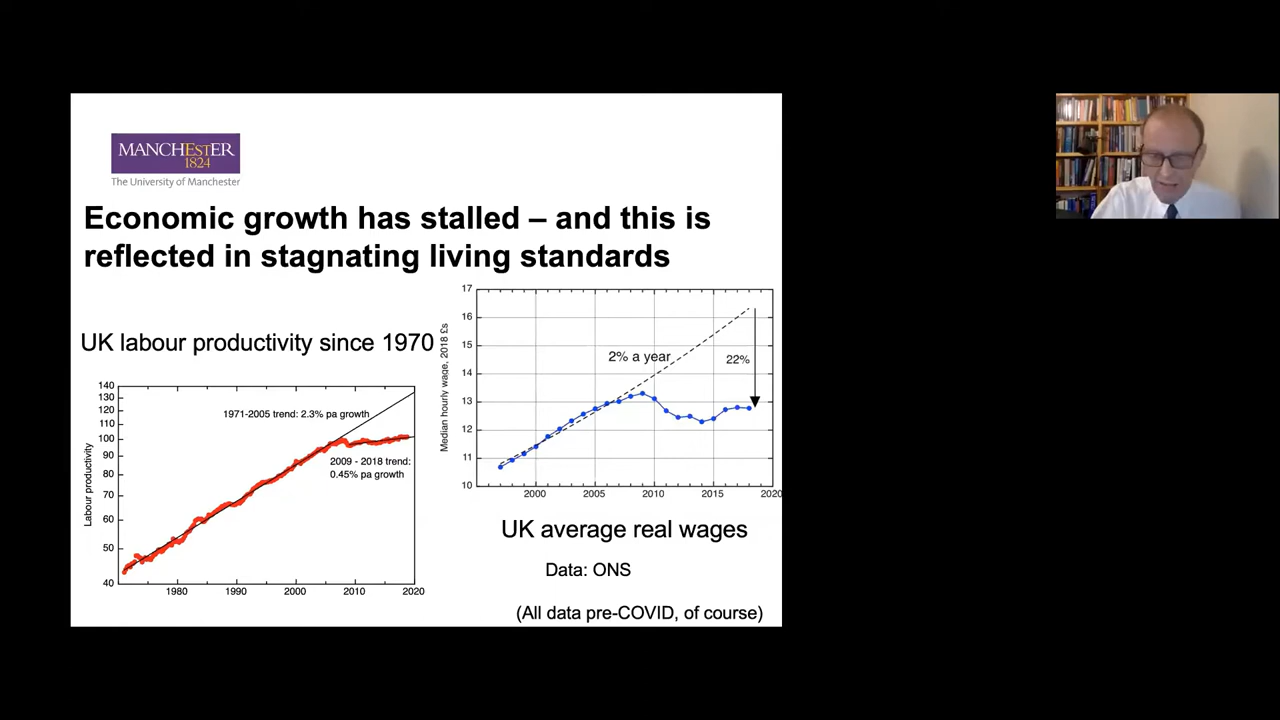 MANCHESTER
1824
The University of Manchester
Economic growth has stalled – and this is
reflected in stagnating living standards
UK labour productivity since 1970
140
130
120
110
100
90
80
70
60
50
40
Labour productivity
1971-2005 trend: 2.3% pa growth
2009 - 2018 trend:
0.45% pa growth
1980
1990
2000
2010
2020
17
16
15
14
13
12
11
10
Median hourly wage, 2018 £s
2% a year
22%
2000
2005
2010
2015
2020
UK average real wages
Data: ONS
(All data pre-COVID, of course)